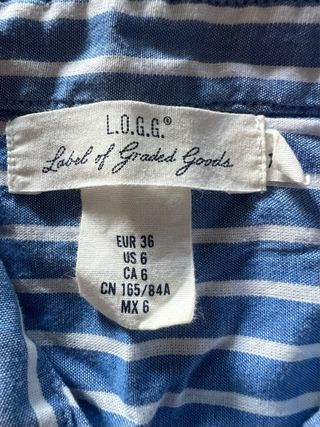 L.O.G.G.®
Label of Graded Goods
EUR 36
US 6
CA 6
CN 165/84A
MX 6